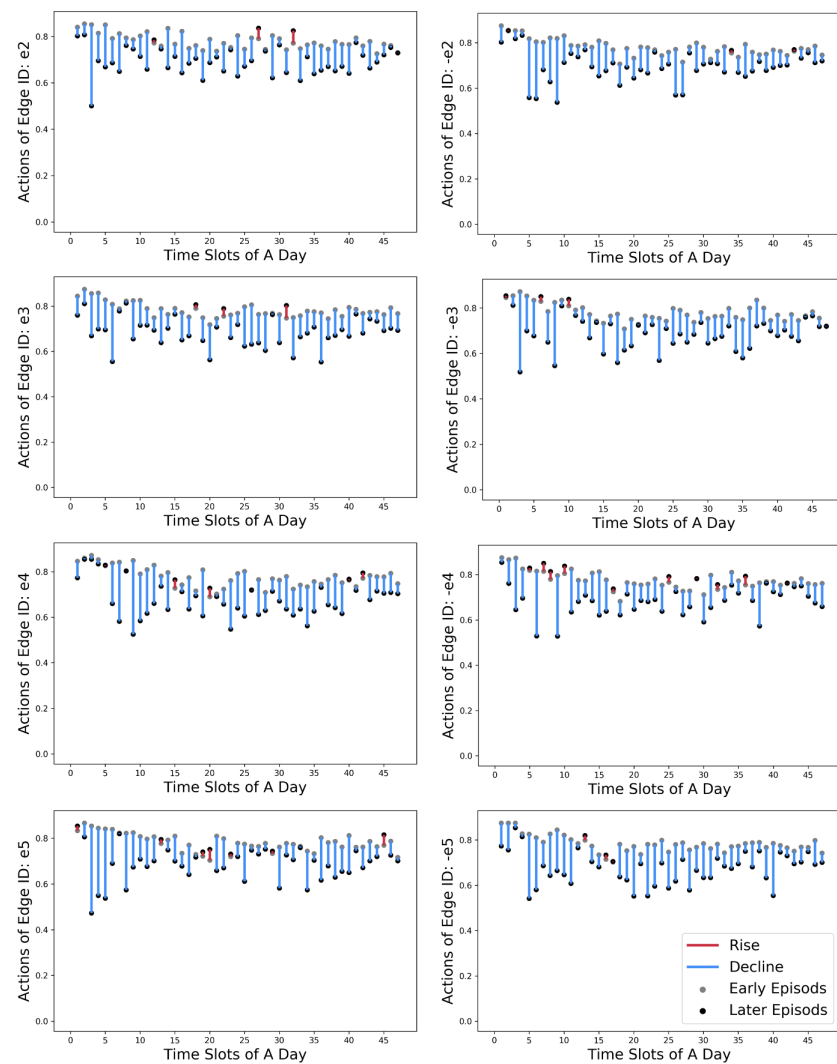 Actions of Edge ID: e2
0.8
0.6
0.4
0.2
0.0
0 5 10 15 20 25 30 35 40 45
Time Slots of A Day
Actions of Edge ID: -e2
0.8
0.6
0.4
0.2
0.0
0 5 10 15 20 25 30 35 40 45
Time Slots of A Day
Actions of Edge ID: e3
0.8
0.6
0.4
0.2
0.0
0 5 10 15 20 25 30 35 40 45
Time Slots of A Day
Actions of Edge ID: -e3
0.8
0.6
0.4
0.2
0.0
0 5 10 15 20 25 30 35 40 45
Time Slots of A Day
Actions of Edge ID: e4
0.8
0.6
0.4
0.2
0.0
0 5 10 15 20 25 30 35 40 45
Time Slots of A Day
Actions of Edge ID: -e4
0.8
0.6
0.4
0.2
0.0
0 5 10 15 20 25 30 35 40 45
Time Slots of A Day
Actions of Edge ID: e5
0.8
0.6
0.4
0.2
0.0
0 5 10 15 20 25 30 35 40 45
Time Slots of A Day
Actions of Edge ID: -e5
0.8
0.6
0.4
0.2
0.0
0 5 10 15 20 25 30 35 40 45
Time Slots of A Day
Rise
Decline
Early Episods
Later Episods